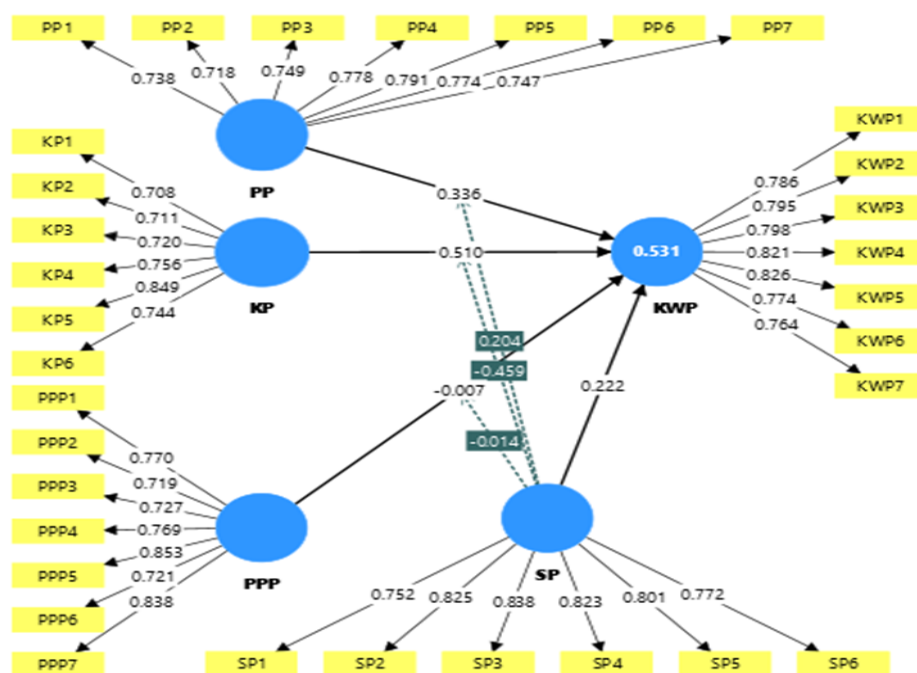 PP1 PP2 PP3 PP4 PP5 PP6 PP7
0.738 0.718 0.749 0.778 0.791 0.774 0.747
PP
KP1
KP2
KP3
KP4
KP5
KP6
0.708
0.711
0.720
0.756
0.849
0.744
KP
PPP1
PPP2
PPP3
PPP4
PPP5
PPP6
PPP7
0.770
0.719
0.727
0.769
0.853
0.721
0.838
PPP
0.336
0.510
-0.007
0.222
0.204
-0.459
-0.014
0.531
KWP
0.786
0.795
0.798
0.821
0.826
0.774
0.764
KWP1
KWP2
KWP3
KWP4
KWP5
KWP6
KWP7
SP
0.752 0.825 0.838 0.823 0.801 0.772
SP1 SP2 SP3 SP4 SP5 SP6